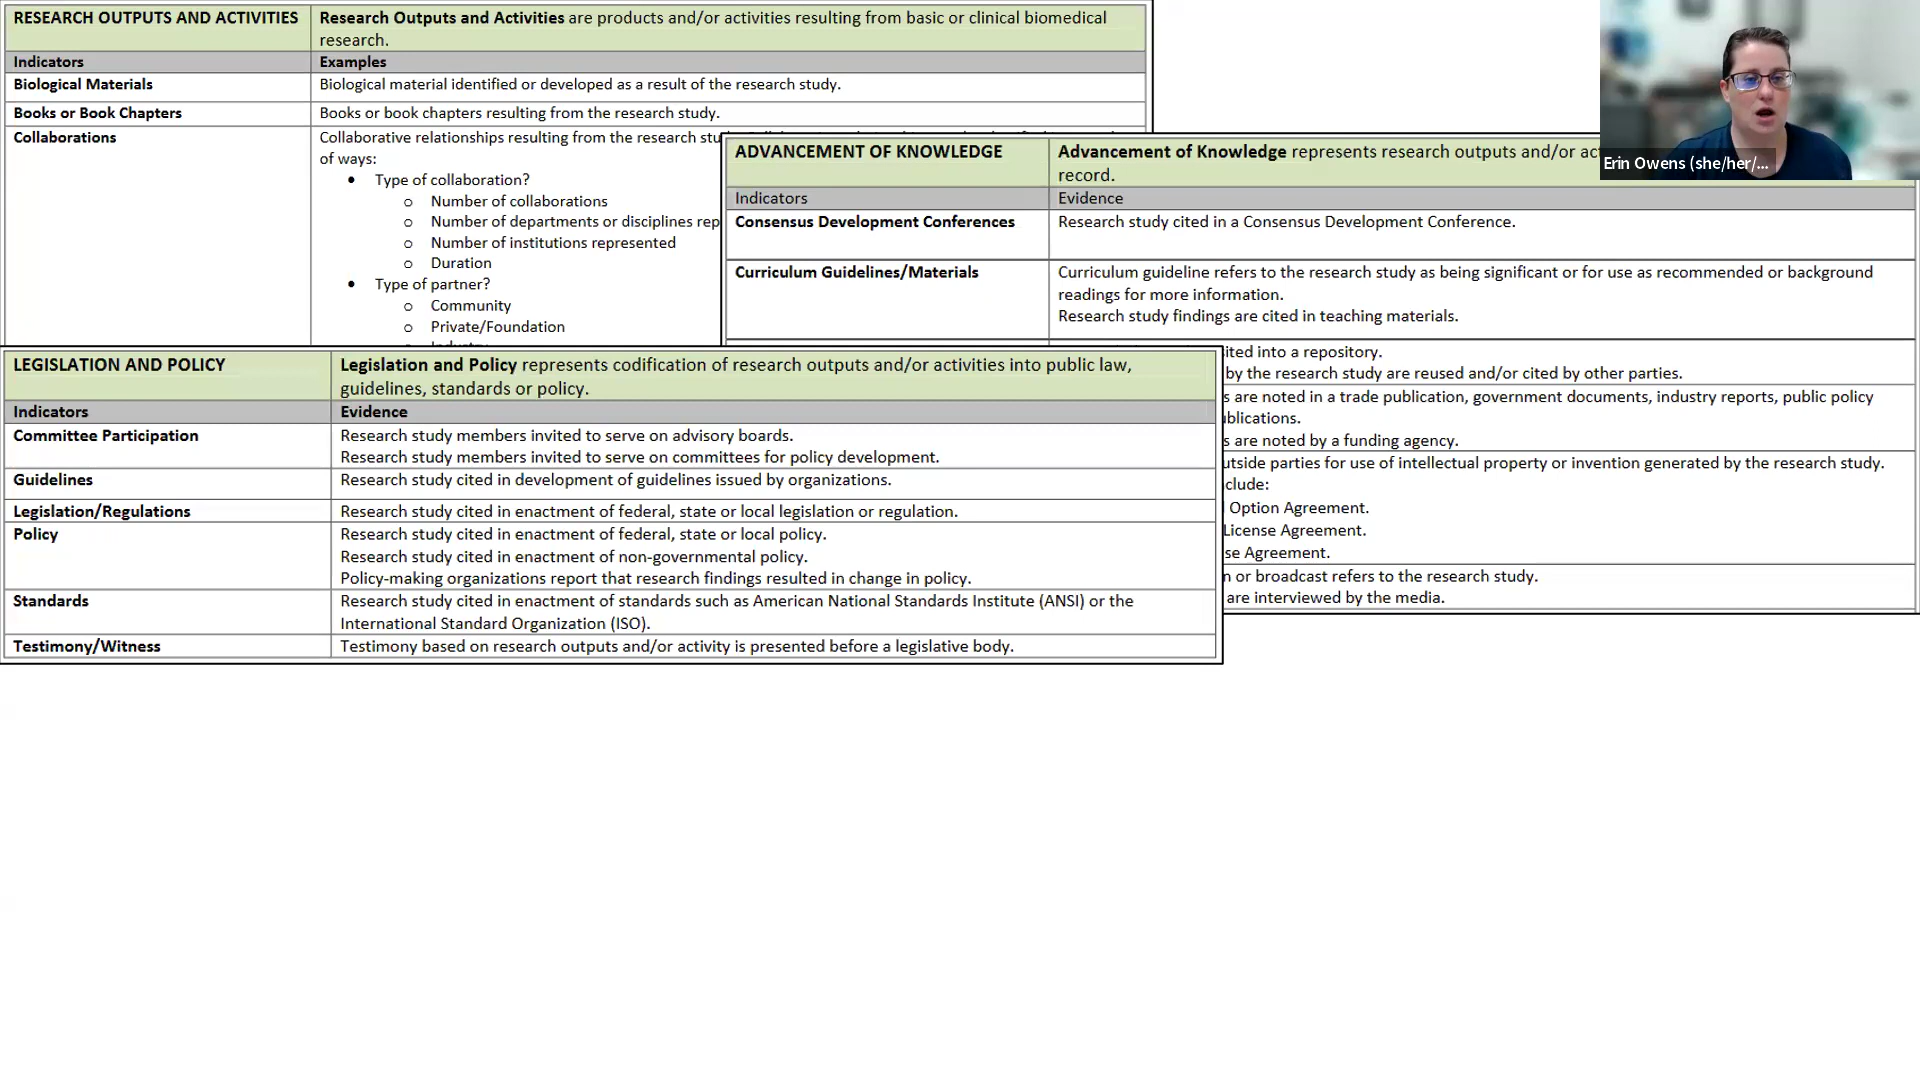 RESEARCH OUTPUTS AND ACTIVITIES
Research Outputs and Activities are products and/or activities resulting from basic or clinical biomedical
research.
Indicators
Examples
Biological Materials
Biological material identified or developed as a result of the research study.
Books or Book Chapters
Books or book chapters resulting from the research study.
Collaborations
Collaborative relationships resulting from the research
of ways:
• Type of collaboration?
o Number of collaborations
o Number of departments or disciplines
o Number of institutions represented
o Duration
• Type of partner?
o Community
o Private/Foundation
ADVANCEMENT OF KNOWLEDGE
Advancement of Knowledge represents research outputs and/or
record.
Indicators
Evidence
Consensus Development Conferences
Research study cited in a Consensus Development Conference.
Curriculum Guidelines/Materials
Curriculum guideline refers to the research study as being significant or for use as recommended or background
readings for more information.
Research study findings are cited in teaching materials.
into a repository.
by the research study are reused and/or cited by other parties.
are noted in a trade publication, government documents, industry reports, public policy
are noted by a funding agency.
parties for use of intellectual property or invention generated by the research study.
Option Agreement.
License Agreement.
Agreement.
or broadcast refers to the research study.
are interviewed by the media.
LEGISLATION AND POLICY
Legislation and Policy represents codification of research outputs and/or activities into public law,
guidelines, standards or policy.
Indicators
Evidence
Committee Participation
Research study members invited to serve on advisory boards.
Research study members invited to serve on committees for policy development.
Guidelines
Research study cited in development of guidelines issued by organizations.
Legislation/Regulations
Research study cited in enactment of federal, state or local legislation or regulation.
Policy
Research study cited in enactment of federal, state or local policy.
Research study cited in enactment of non-governmental policy.
Policy-making organizations report that research findings resulted in change in policy.
Standards
Research study cited in enactment of standards such as American National Standards Institute (ANSI) or the
International Standard Organization (ISO).
Testimony/Witness
Testimony based on research outputs and/or activity is presented before a legislative body.
Erin Owens (she/her/...